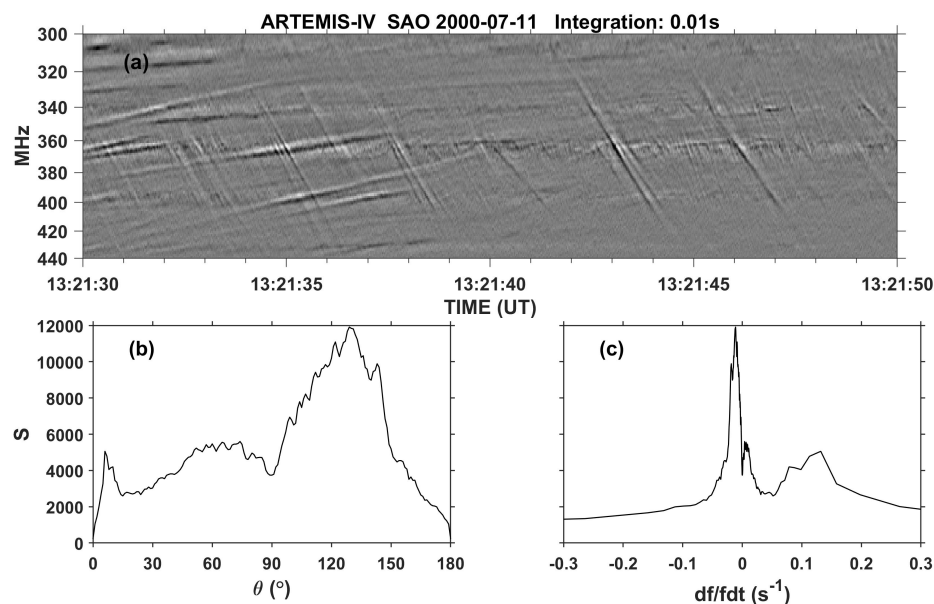 ARTEMIS-IV SAO 2000-07-11 Integration: 0.01s
(a)
MHz
300
320
340
360
380
400
420
440
13:21:30 13:21:35 13:21:40 13:21:45 13:21:50
TIME (UT)
(b)
S
12000
10000
8000
6000
4000
2000
0
0 30 60 90 120 150 180
θ (°)
(c)
-0.3 -0.2 -0.1 0 0.1 0.2 0.3
df/fdt (s⁻¹)